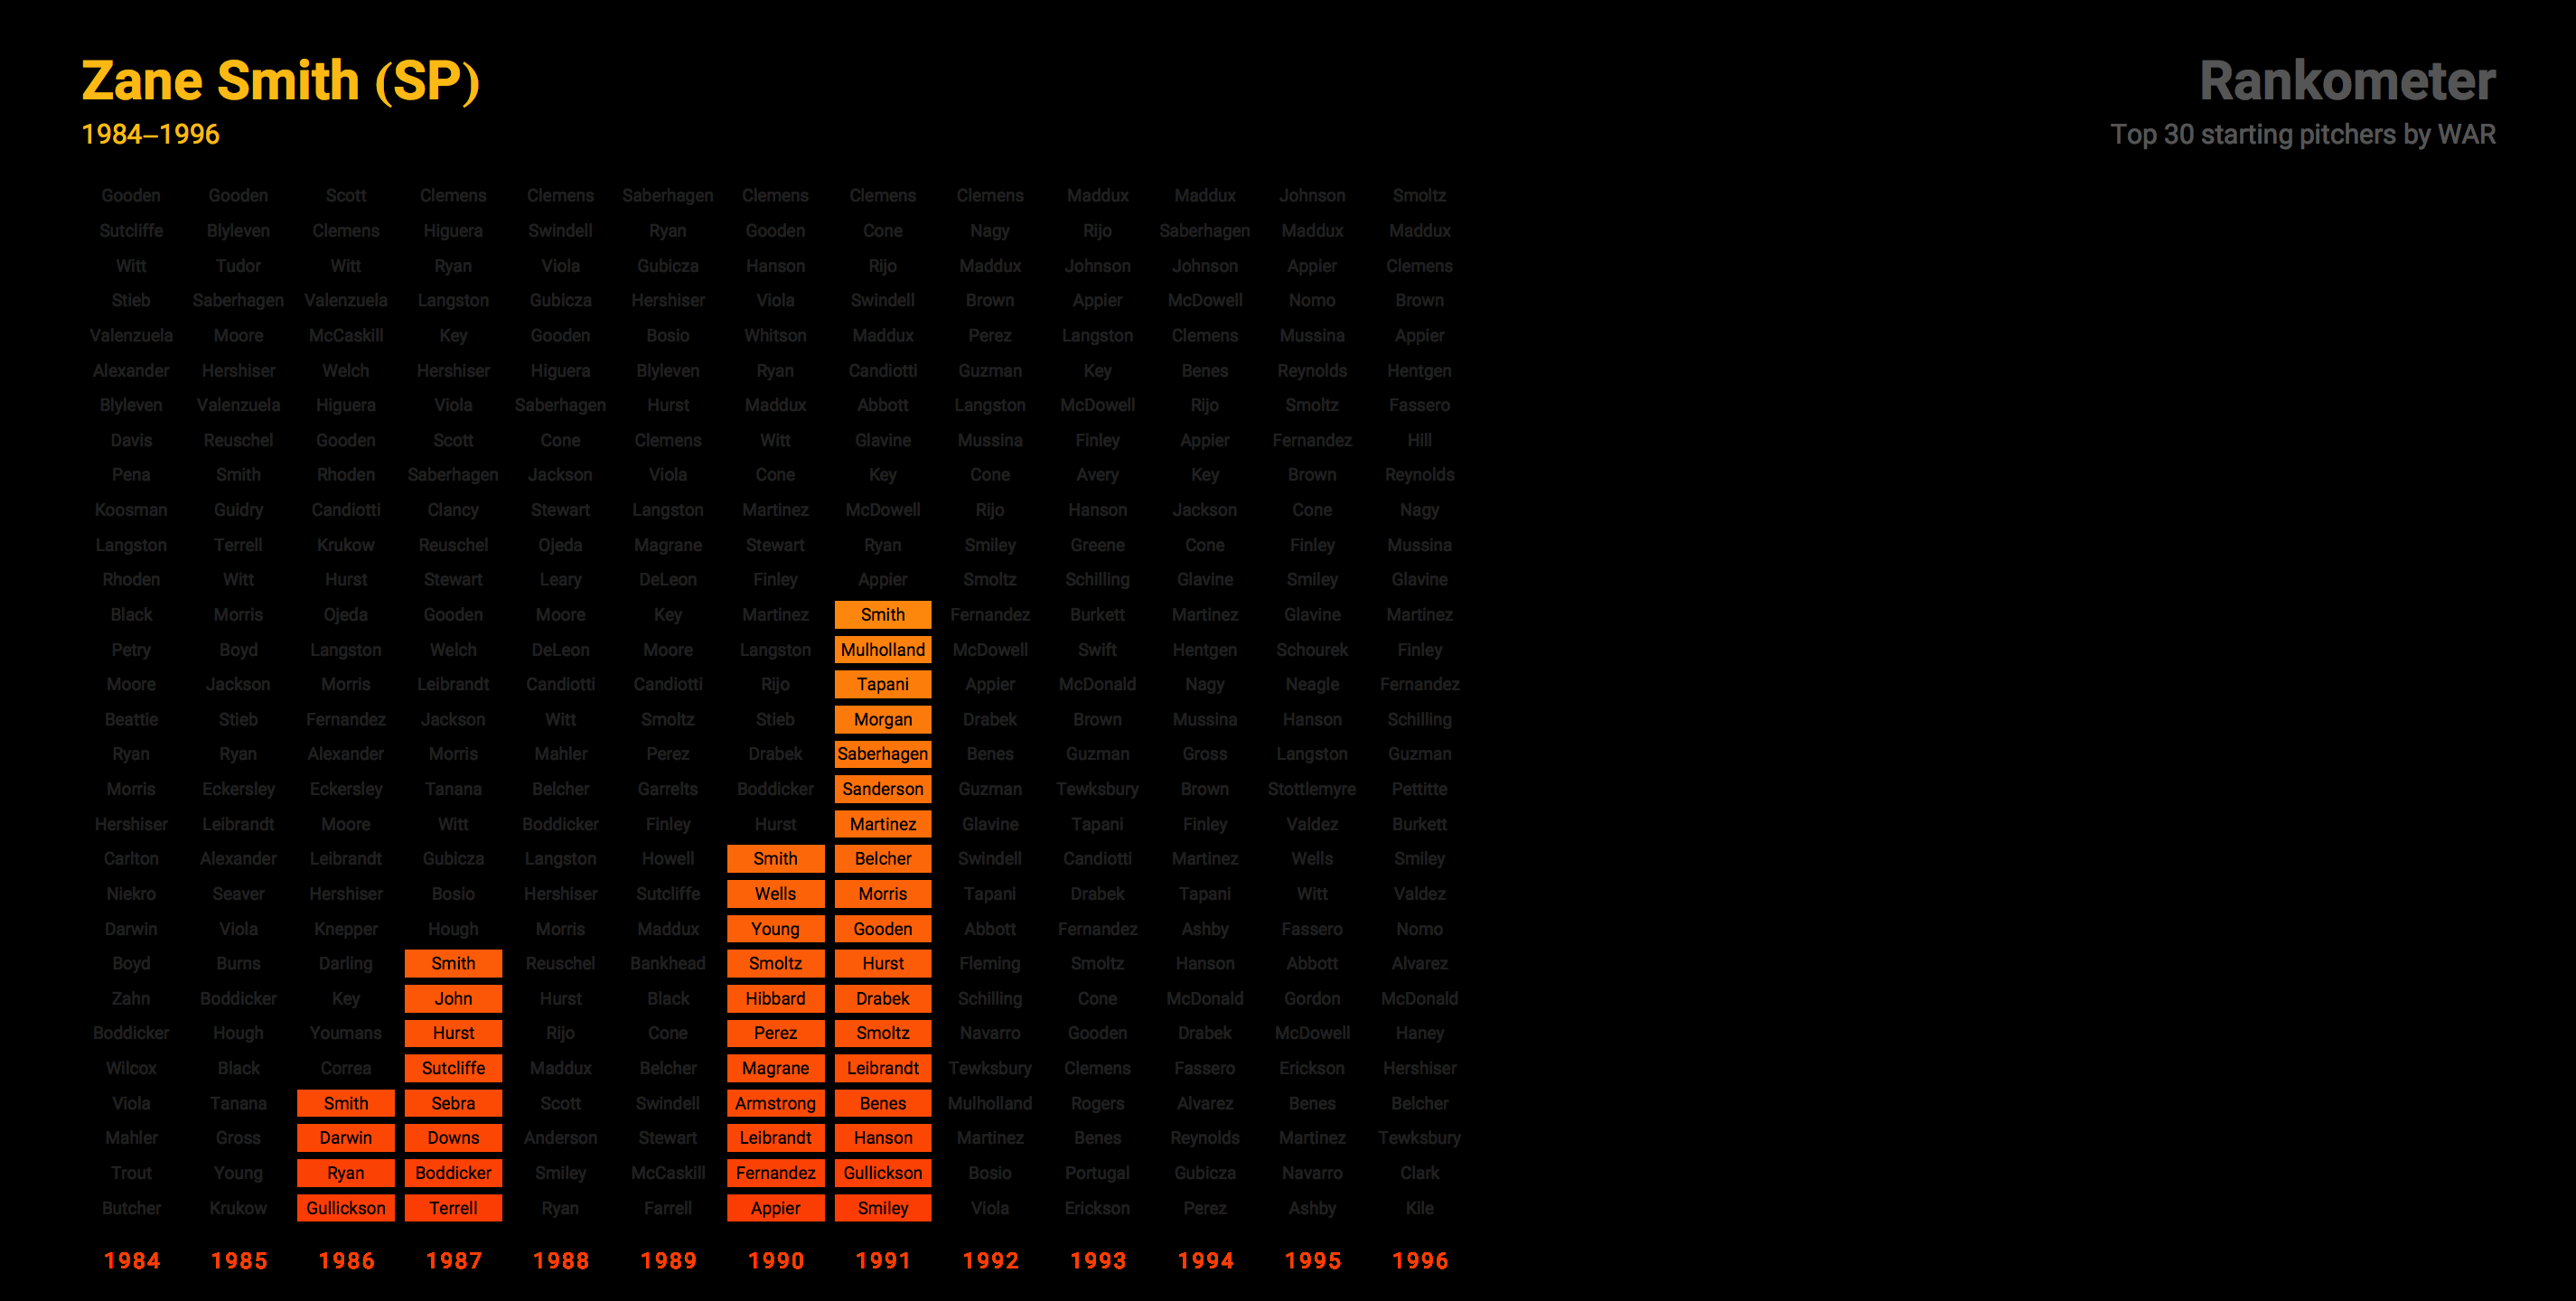 Zane Smith (SP)
Rankometer
1984–1996
Top 30 starting pitchers by WAR
Gooden Gooden Scott Clemens Clemens Saberhagen Clemens Clemens Clemens Maddux Maddux Johnson Smoltz
Sutcliffe Blyleven Clemens Higuera Swindell Ryan Gooden Cone Nagy Rijo Saberhagen Maddux Maddux
Witt Tudor Witt Ryan Viola Gubicza Hanson Rijo Maddux Johnson Johnson Appier Clemens
Stieb Saberhagen Valenzuela Langston Gubicza Hershiser Viola Swindell Brown Appier McDowell Nomo Brown
Valenzuela Moore McCaskill Key Gooden Bosio Whitson Maddux Perez Langston Clemens Mussina Appier
Alexander Hershiser Welch Hershiser Higuera Blyleven Ryan Candiotti Guzman Key Benes Reynolds Hentgen
Blyleven Valenzuela Higuera Viola Saberhagen Hurst Maddux Abbott Langston McDowell Rijo Smoltz Fassero
Davis Reuschel Gooden Scott Cone Clemens Witt Glavine Mussina Finley Appier Fernandez Hill
Pena Smith Rhoden Saberhagen Jackson Viola Cone Key Cone Avery Key Brown Reynolds
Koosman Guidry Candiotti Clancy Stewart Langston Martinez McDowell Rijo Hanson Jackson Cone Nagy
Langston Terrell Krukow Reuschel Ojeda Magrane Stewart Ryan Smiley Greene Cone Finley Mussina
Rhoden Witt Hurst Stewart Leary DeLeon Finley Appier Smoltz Schilling Glavine Smiley Glavine
Black Morris Ojeda Gooden Moore Key Martinez Smith Fernandez Burkett Martinez Glavine Martinez
Petry Boyd Langston Welch DeLeon Moore Langston Mulholland McDowell Swift Hentgen Schourek Finley
Moore Jackson Morris Leibrandt Candiotti Candiotti Rijo Tapani Appier McDonald Nagy Neagle Fernandez
Beattie Stieb Fernandez Jackson Witt Smoltz Stieb Morgan Drabek Brown Mussina Hanson Schilling
Ryan Ryan Alexander Morris Mahler Perez Drabek Saberhagen Benes Guzman Gross Langston Guzman
Morris Eckersley Eckersley Tanana Belcher Garrelts Boddicker Sanderson Guzman Tewksbury Brown Stottlemyre Pettitte
Hershiser Leibrandt Moore Witt Boddicker Finley Hurst Martinez Glavine Tapani Finley Valdez Burkett
Carlton Alexander Leibrandt Gubicza Langston Howell Smith Belcher Swindell Candiotti Martinez Wells Smiley
Niekro Seaver Hershiser Bosio Hershiser Sutcliffe Wells Morris Tapani Drabek Tapani Witt Valdez
Darwin Viola Knepper Hough Morris Maddux Young Gooden Abbott Fernandez Ashby Fassero Nomo
Boyd Burns Darling Smith Reuschel Bankhead Smoltz Hurst Fleming Smoltz Hanson Abbott Alvarez
Zahn Boddicker Key John Hurst Black Hibbard Drabek Schilling Cone McDonald Gordon McDonald
Boddicker Hough Youmans Hurst Rijo Cone Perez Smoltz Navarro Gooden Drabek McDowell Haney
Wilcox Black Correa Sutcliffe Maddux Belcher Magrane Leibrandt Tewksbury Clemens Fassero Erickson Hershiser
Viola Tanana Smith Sebra Scott Swindell Armstrong Benes Mulholland Rogers Alvarez Benes Belcher
Mahler Gross Darwin Downs Anderson Stewart Leibrandt Hanson Martinez Benes Reynolds Martinez Tewksbury
Trout Young Ryan Boddicker Smiley McCaskill Fernandez Gullickson Bosio Portugal Gubicza Navarro Clark
Butcher Krukow Gullickson Terrell Ryan Farrell Appier Smiley Viola Erickson Perez Ashby Kile
1984 1985 1986 1987 1988 1989 1990 1991 1992 1993 1994 1995 1996